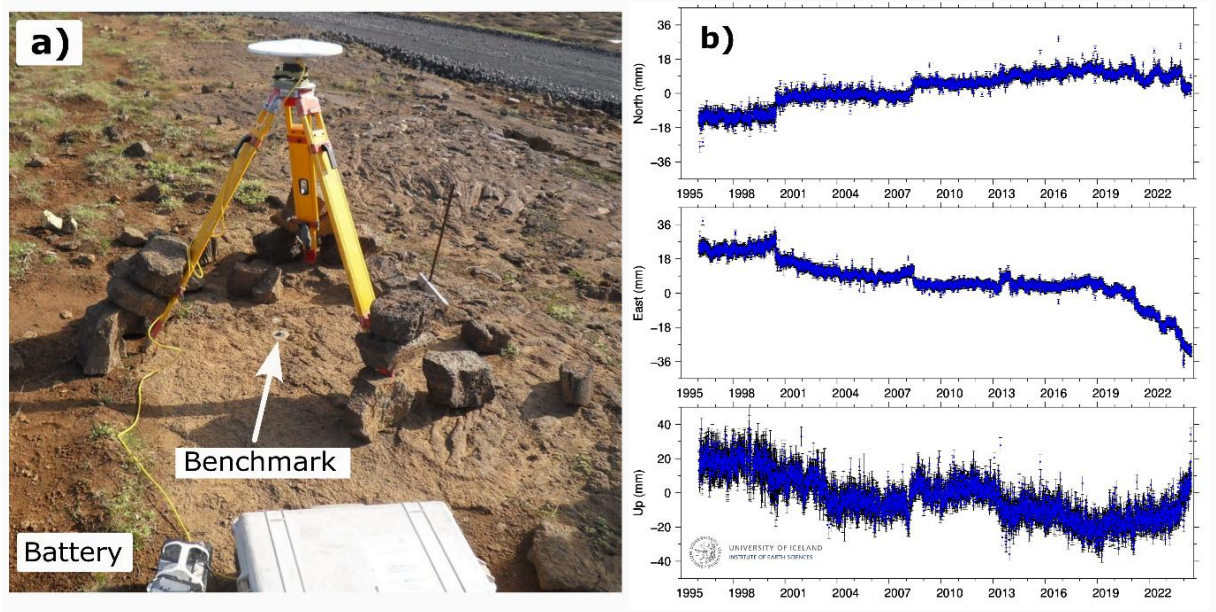 a)
Benchmark
Battery
b)
North (mm)
36
18
0
−18
−36
1995 1998 2001 2004 2007 2010 2013 2016 2019 2022
East (mm)
36
18
0
−18
−36
1995 1998 2001 2004 2007 2010 2013 2016 2019 2022
Up (mm)
40
20
0
−20
−40
UNIVERSITY OF ICELAND
INSTITUTE OF EARTH SCIENCES
1995 1998 2001 2004 2007 2010 2013 2016 2019 2022